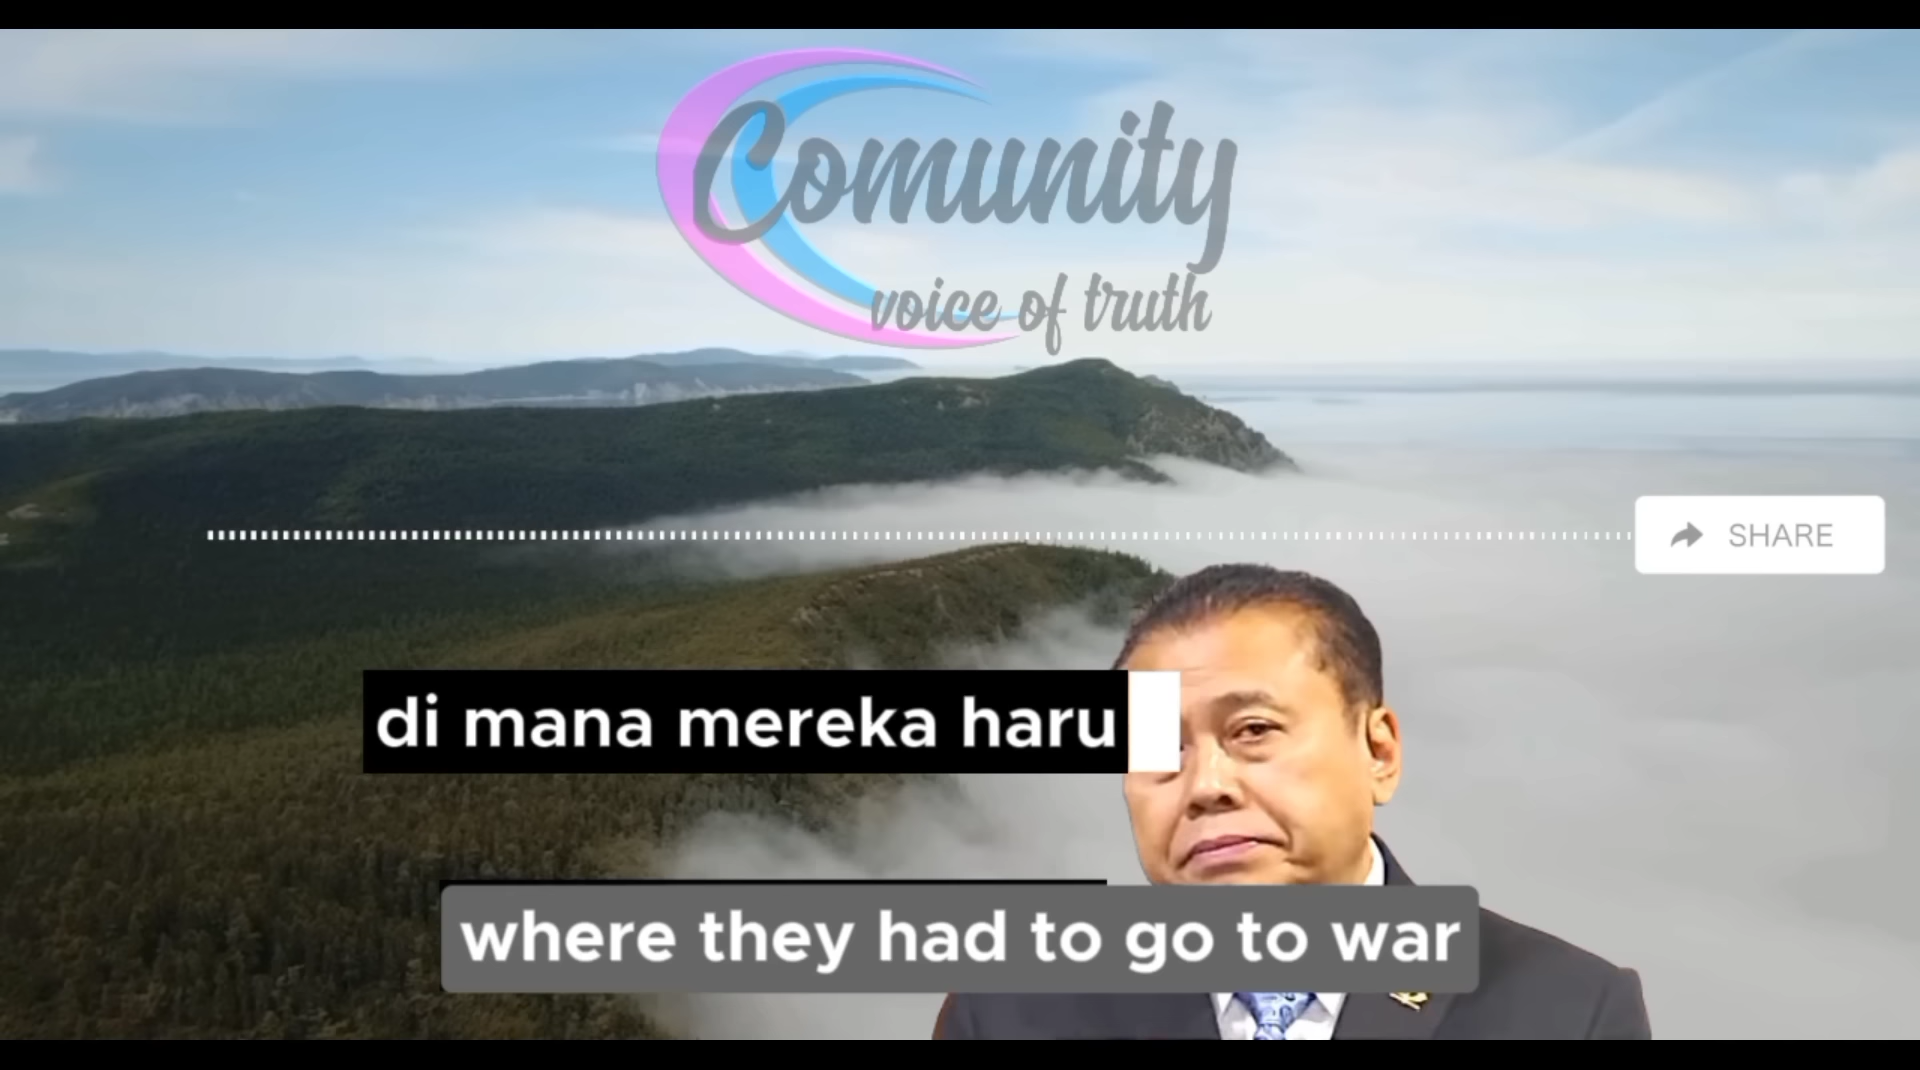 Comunity
voice of truth
SHARE
di mana mereka haru
where they had to go to war